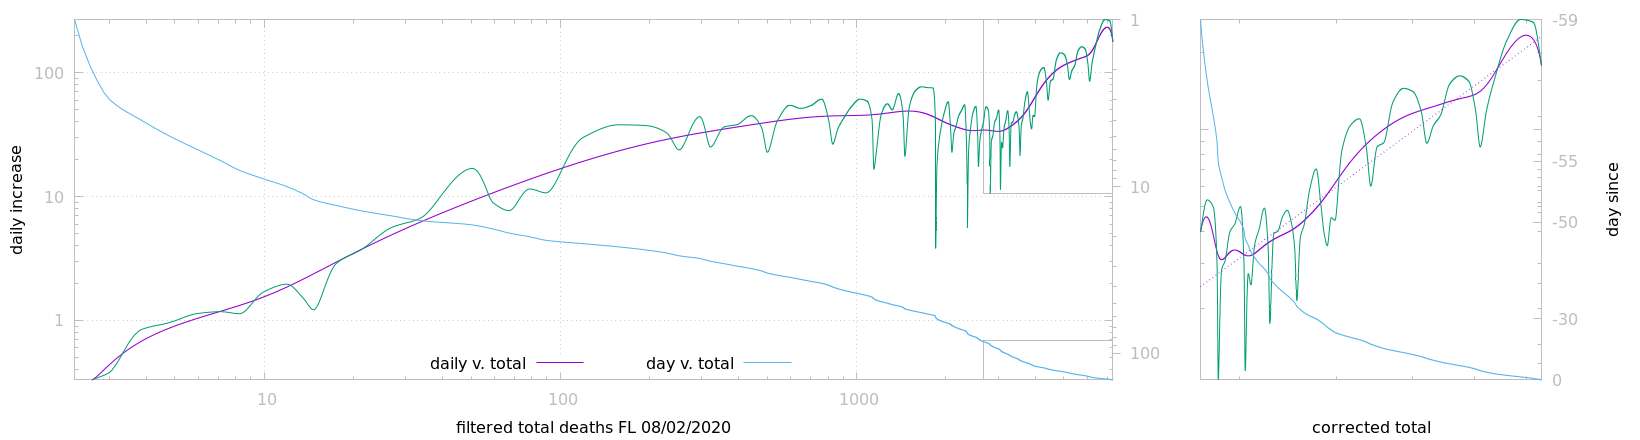 daily increase
100
10
1
10
100
1000
1
10
100
daily v. total
day v. total
filtered total deaths FL 08/02/2020
-59
-55
-50
-30
0
day since
corrected total